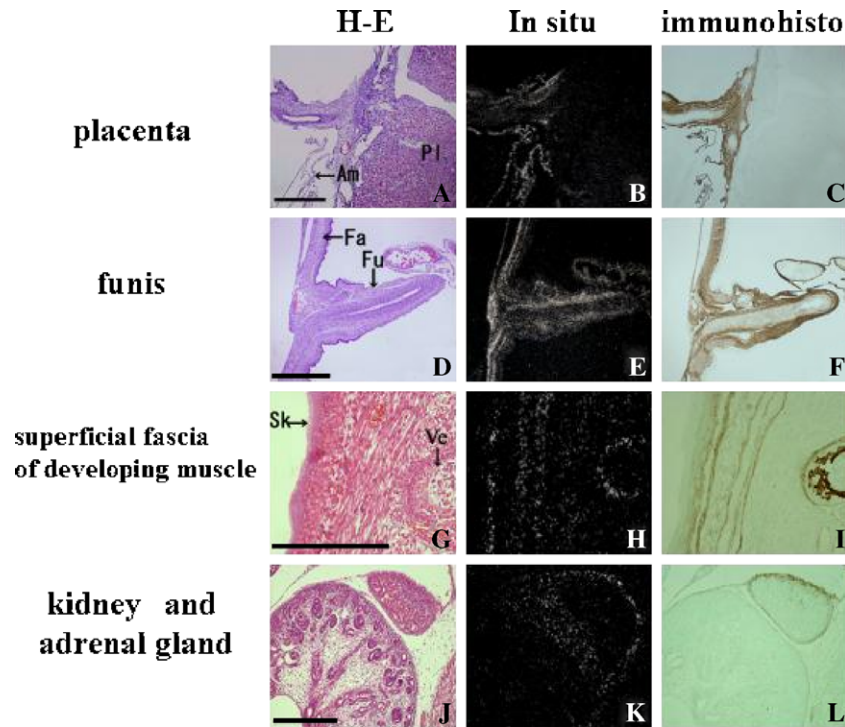 H-E In situ immunohisto
placenta
Pl
←Am
A B C
←Fa
Fu
funis
D E F
Sk→
Ve
superficial fascia
of developing muscle
G H I
kidney and
adrenal gland
J K L